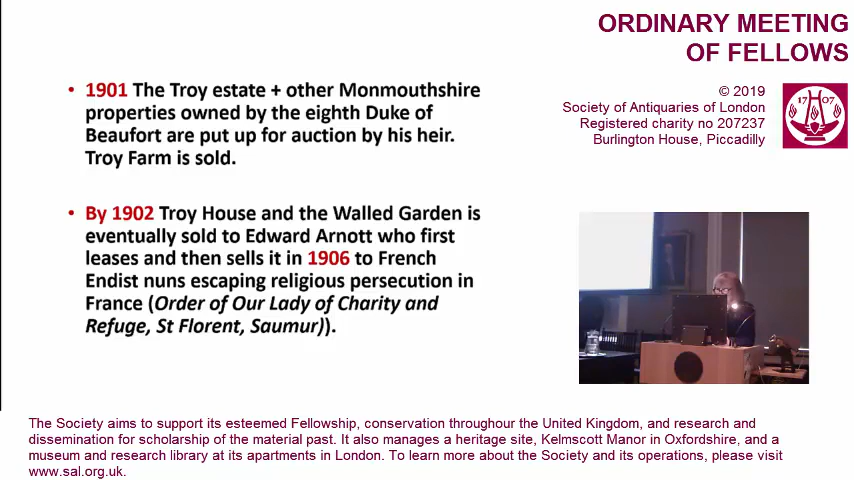 ORDINARY MEETING
OF FELLOWS
© 2019
Society of Antiquaries of London
Registered charity no 207237
Burlington House, Piccadilly
17 07
• 1901 The Troy estate + other Monmouthshire
properties owned by the eighth Duke of
Beaufort are put up for auction by his heir.
Troy Farm is sold.
• By 1902 Troy House and the Walled Garden is
eventually sold to Edward Arnott who first
leases and then sells it in 1906 to French
Endist nuns escaping religious persecution in
France (Order of Our Lady of Charity and
Refuge, St Florent, Saumur)).
The Society aims to support its esteemed Fellowship, conservation throughour the United Kingdom, and research and
dissemination for scholarship of the material past. It also manages a heritage site, Kelmscott Manor in Oxfordshire, and a
museum and research library at its apartments in London. To learn more about the Society and its operations, please visit
www.sal.org.uk.